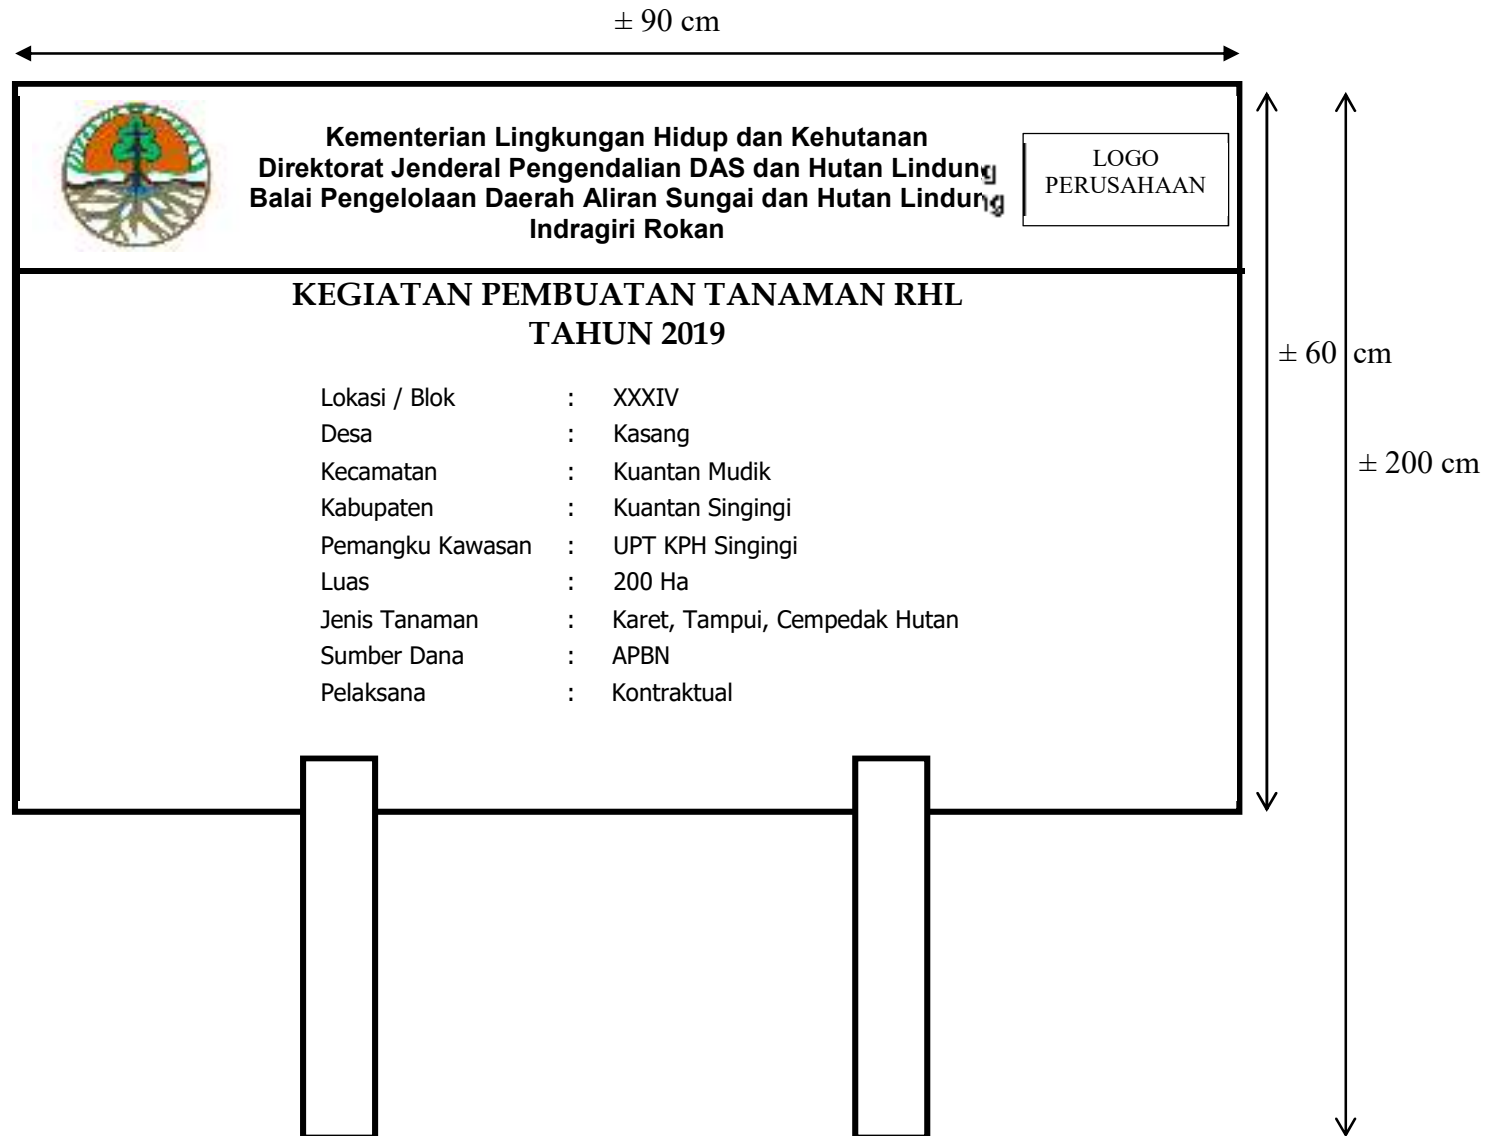 ± 90 cm
Kementerian Lingkungan Hidup dan Kehutanan
Direktorat Jenderal Pengendalian DAS dan Hutan Lindung
Balai Pengelolaan Daerah Aliran Sungai dan Hutan Lindung
Indragiri Rokan
LOGO
PERUSAHAAN
KEGIATAN PEMBUATAN TANAMAN RHL
TAHUN 2019
Lokasi / Blok : XXXIV
Desa : Kasang
Kecamatan : Kuantan Mudik
Kabupaten : Kuantan Singingi
Pemangku Kawasan : UPT KPH Singingi
Luas : 200 Ha
Jenis Tanaman : Karet, Tampui, Cempedak Hutan
Sumber Dana : APBN
Pelaksana : Kontraktual
± 60 cm
± 200 cm